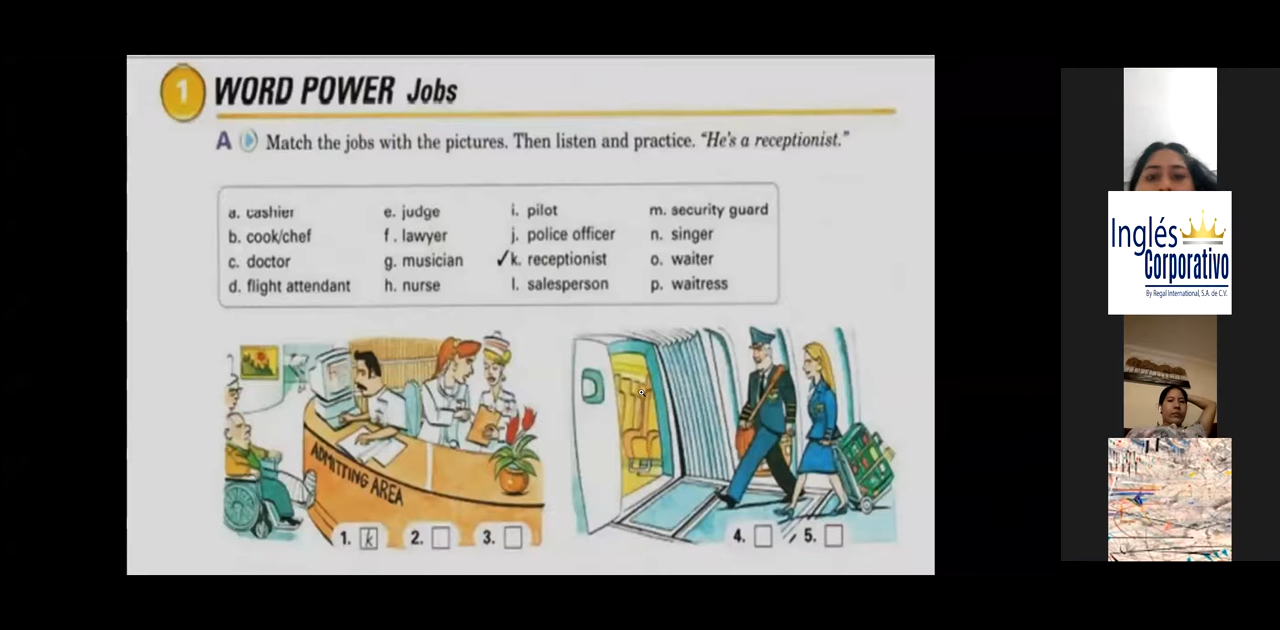 1 WORD POWER Jobs
A Match the jobs with the pictures. Then listen and practice. “He’s a receptionist.”
a. cashier
b. cook/chef
c. doctor
d. flight attendant
e. judge
f. lawyer
g. musician
h. nurse
i. pilot
j. police officer
✓k. receptionist
l. salesperson
m. security guard
n. singer
o. waiter
p. waitress
ADMITTING AREA
1. k 2. 3.
4. 5.
Inglés
Corporativo
By Regal International, S.A. de C.V.